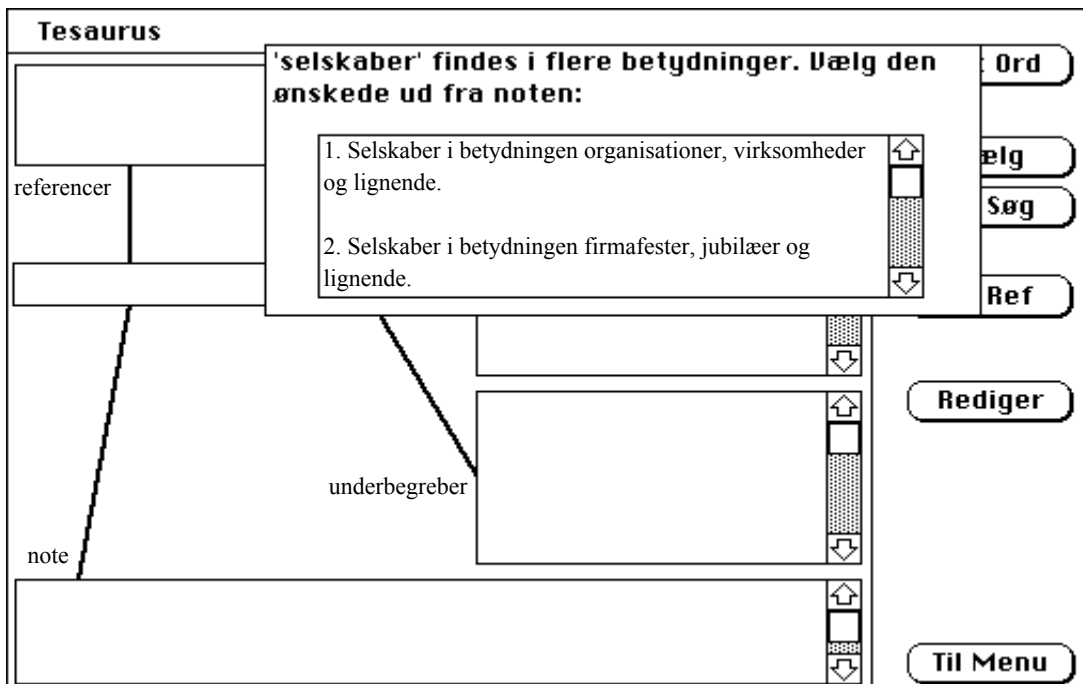 Tesaurus
'selskaber' findes i flere betydninger. Vælg den
ønskede ud fra noten:
1. Selskaber i betydningen organisationer, virksomheder
og lignende.
2. Selskaber i betydningen firmafester, jubilæer og
lignende.
Ord
ælg
Søg
Ref
Rediger
Til Menu
referencer
underbegreber
note